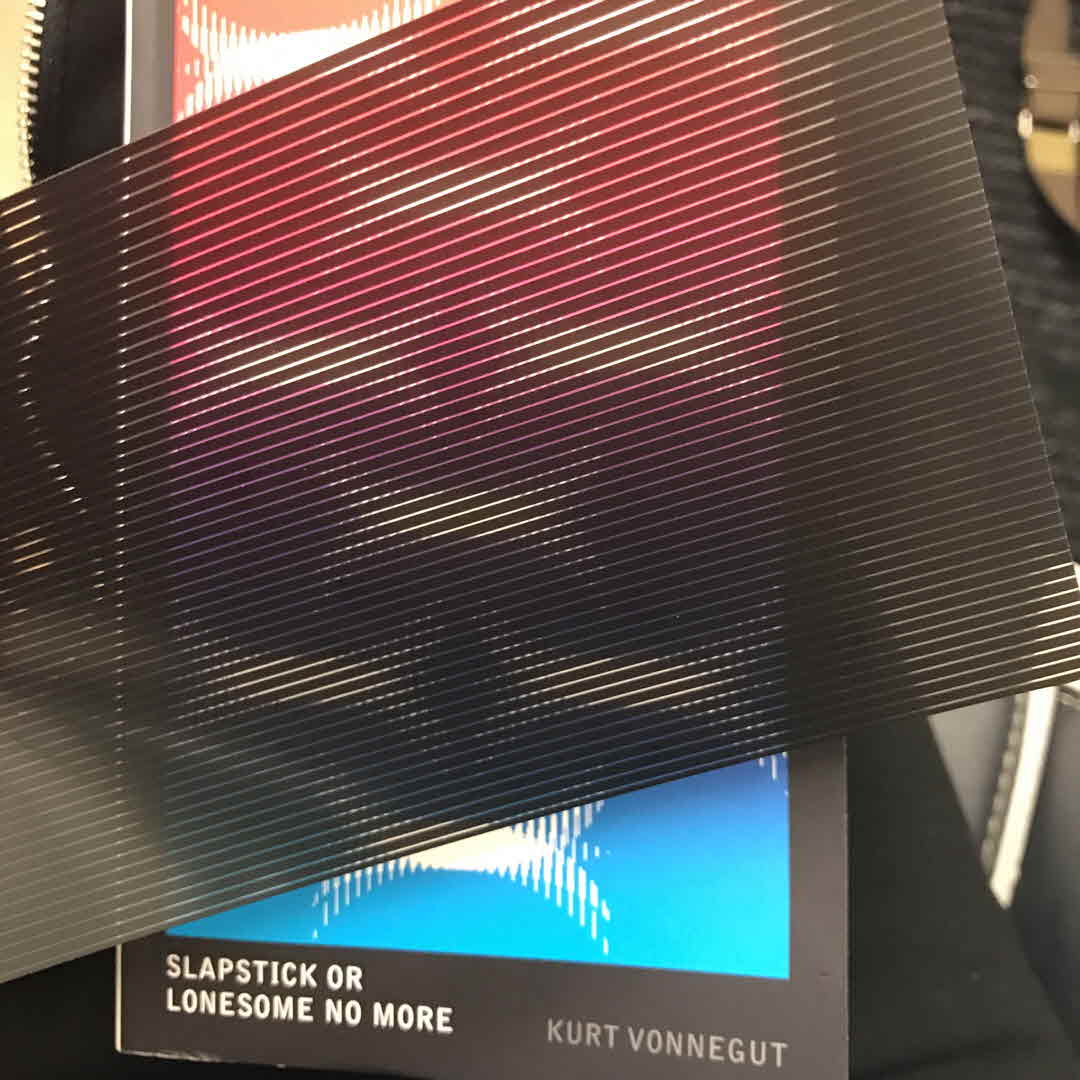 SLAPSTICK OR
LONESOME NO MORE
KURT VONNEGUT